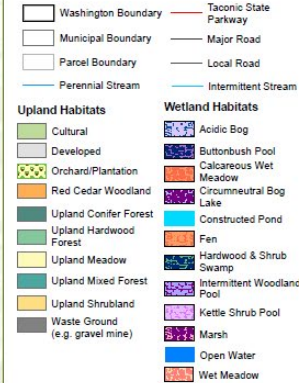 Washington Boundary
Municipal Boundary
Parcel Boundary
Perennial Stream
Taconic State
Parkway
Major Road
Local Road
Intermittent Stream
Upland Habitats
Cultural
Developed
Orchard/Plantation
Red Cedar Woodland
Upland Conifer Forest
Upland Hardwood
Forest
Upland Meadow
Upland Mixed Forest
Upland Shrubland
Waste Ground
(e.g. gravel mine)
Wetland Habitats
Acidic Bog
Buttonbush Pool
Calcareous Wet
Meadow
Circumneutral Bog
Lake
Constructed Pond
Fen
Hardwood & Shrub
Swamp
Intermittent Woodland
Pool
Kettle Shrub Pool
Marsh
Open Water
Wet Meadow